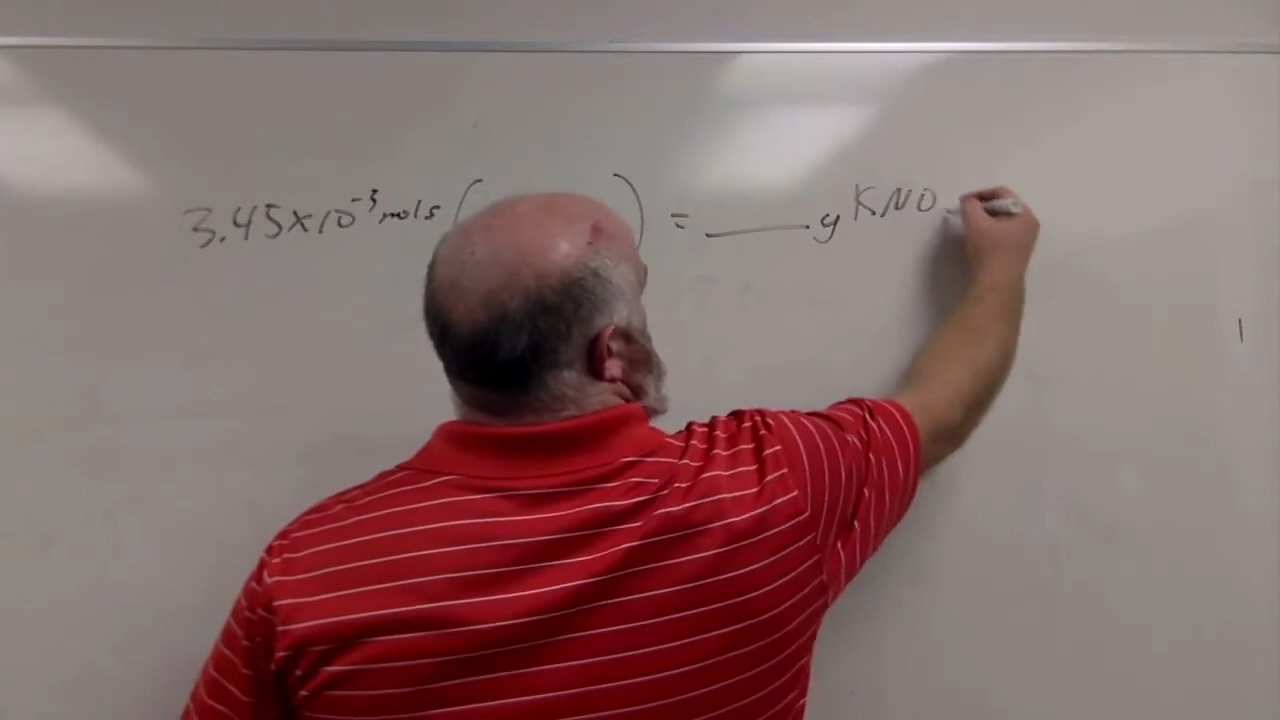 3.45x10⁻³ mols ( ) = ___ g KNO